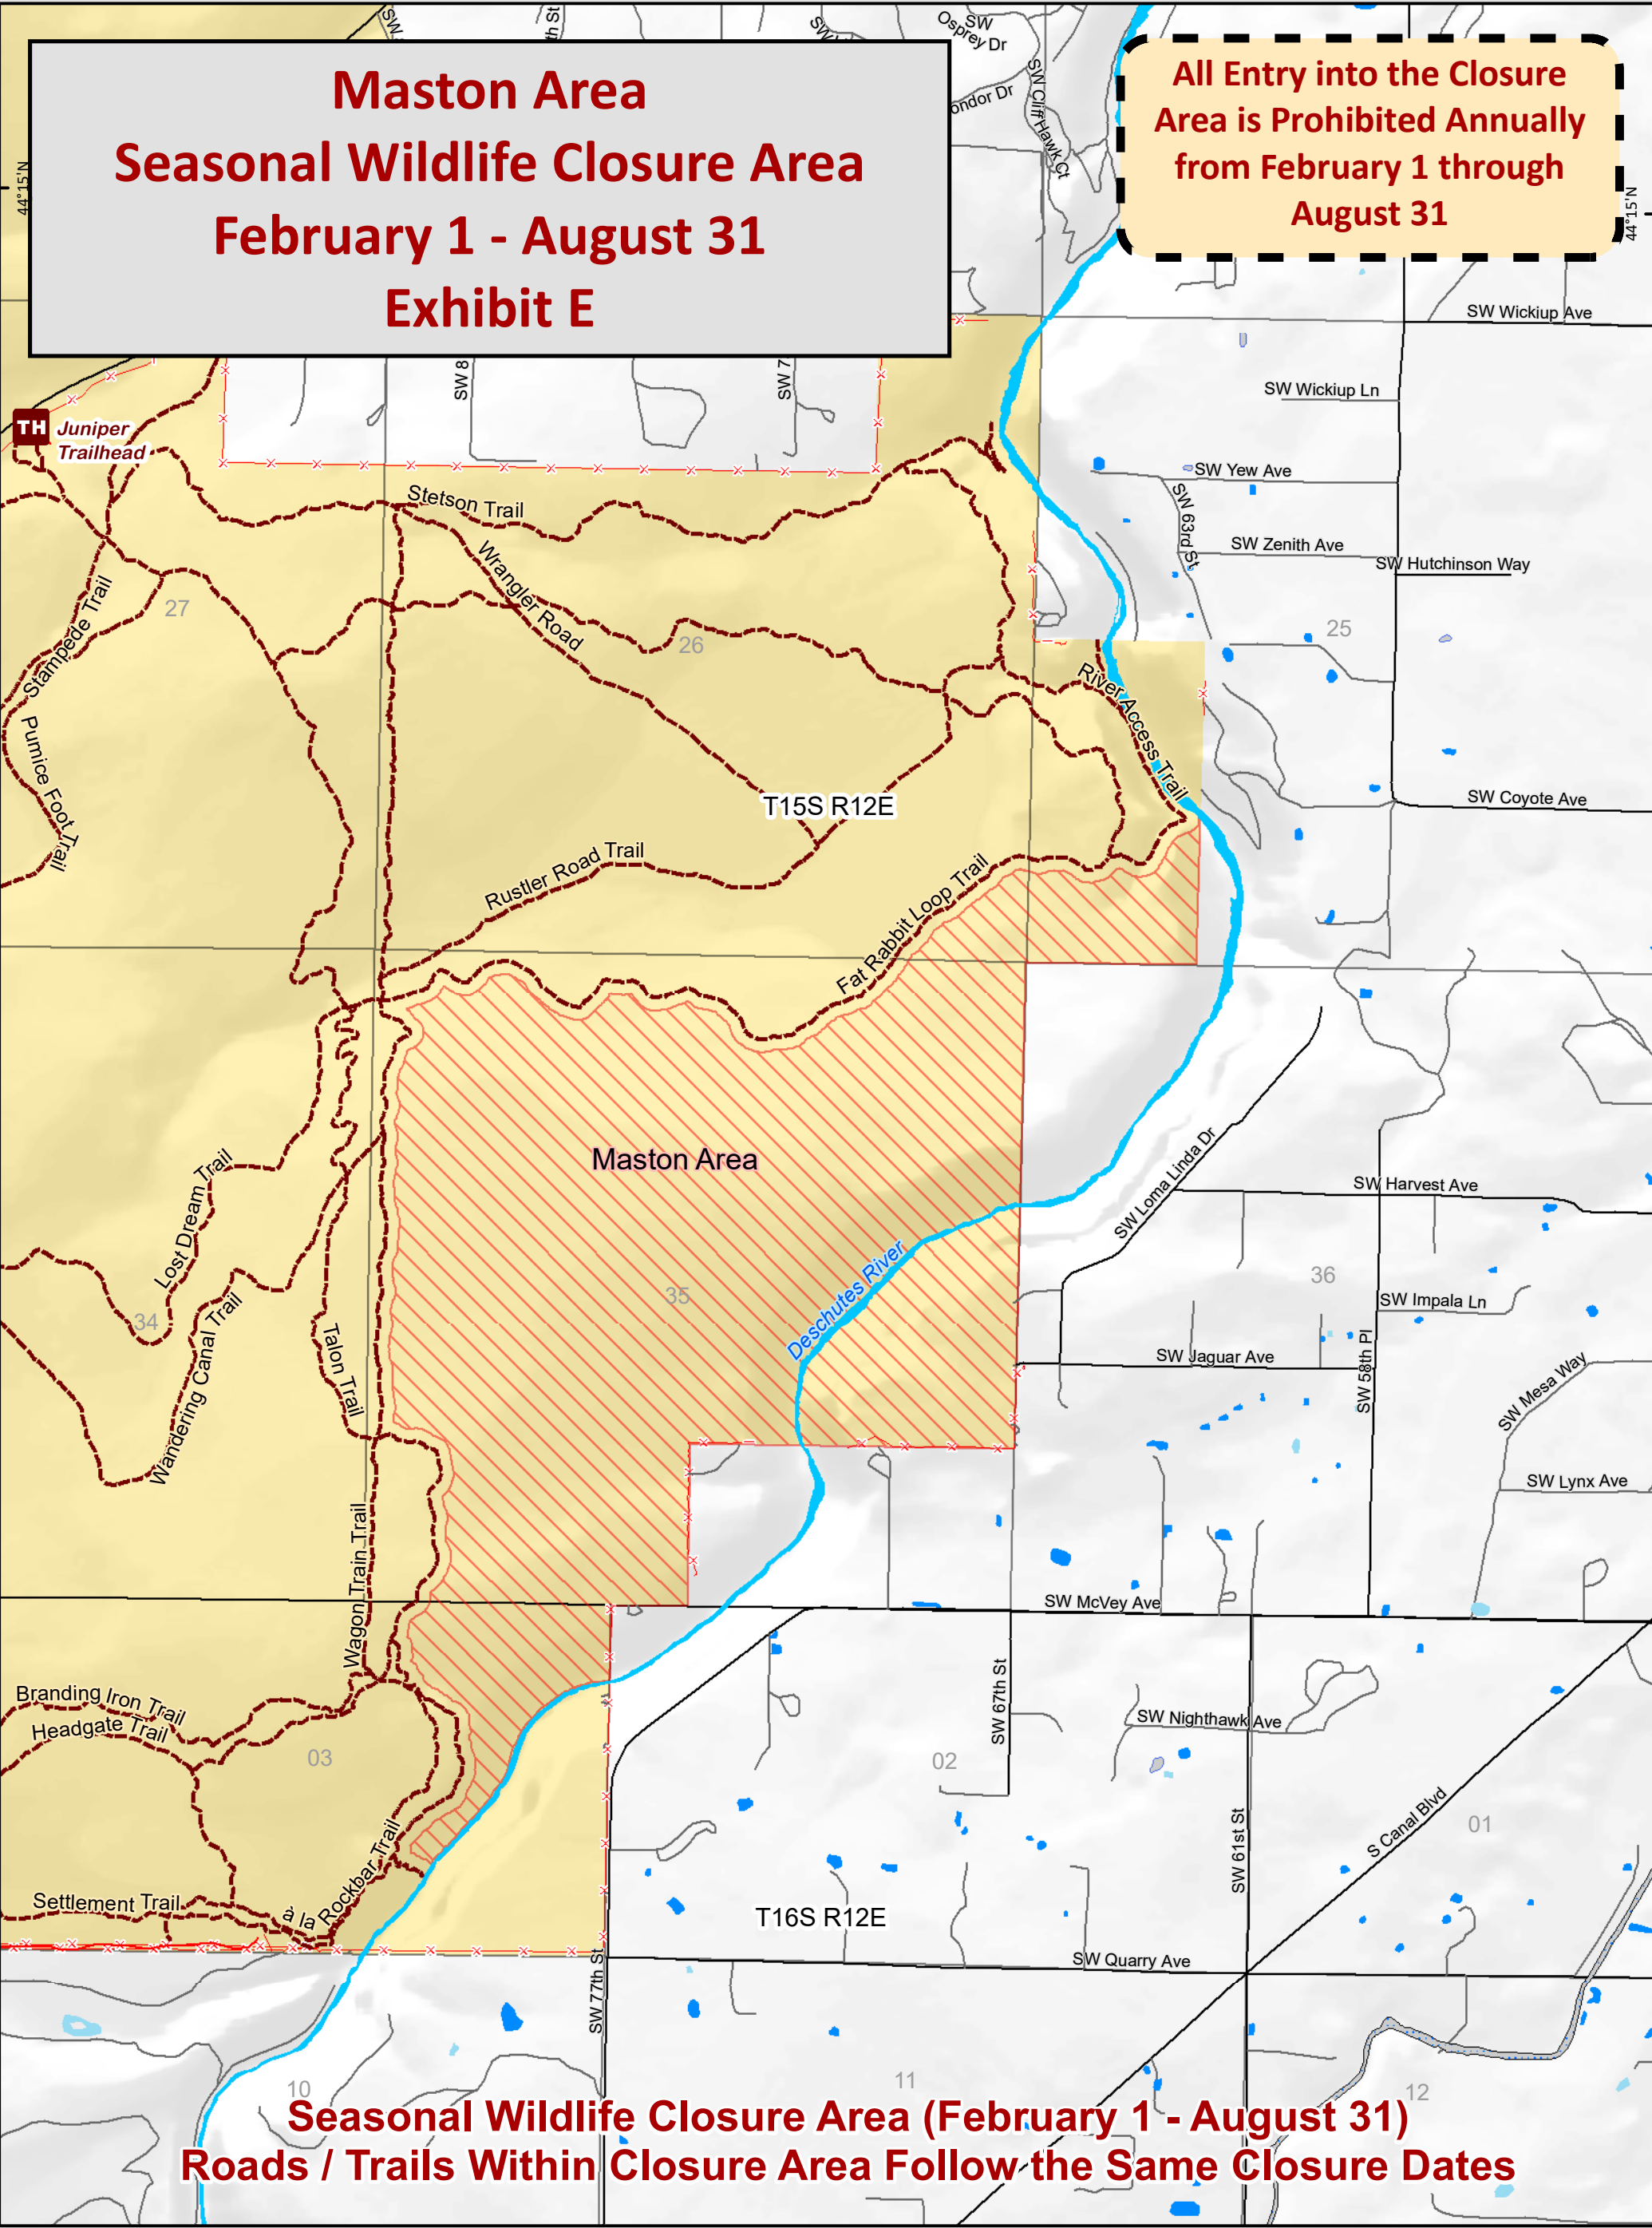 SW
Osprey Dr
SW Cliff Hawk Ct
Maston Area
Seasonal Wildlife Closure Area
February 1 - August 31
Exhibit E
All Entry into the Closure
Area is Prohibited Annually
from February 1 through
August 31
44°15'N
44°15'N
SW Wickiup Ave
SW Wickiup Ln
SW 8
SW 7
TH
Juniper
Trailhead
SW Yew Ave
SW 63rd St
Stetson Trail
SW Zenith Ave
SW Hutchinson Way
Wrangler Road
Stampede Trail
27
26
25
River Access Trail
Pumice Foot Trail
T15S R12E
SW Coyote Ave
Rustler Road Trail
Fat Rabbit Loop Trail
Maston Area
SW Loma Linda Dr
SW Harvest Ave
Lost Dream Trail
Deschutes River
34
35
36
SW Impala Ln
Wandering Canal Trail
Talon Trail
SW Jaguar Ave
SW 58th Pl
SW Mesa Way
SW Lynx Ave
Wagon Train Trail
SW McVey Ave
Branding Iron Trail
Headgate Trail
SW 67th St
SW Nighthawk Ave
03
02
01
S Canal Blvd
SW 61st St
à la Rockbar Trail
Settlement Trail
T16S R12E
SW Quarry Ave
SW 77th St
10
11
12
Seasonal Wildlife Closure Area (February 1 - August 31)
Roads / Trails Within Closure Area Follow the Same Closure Dates